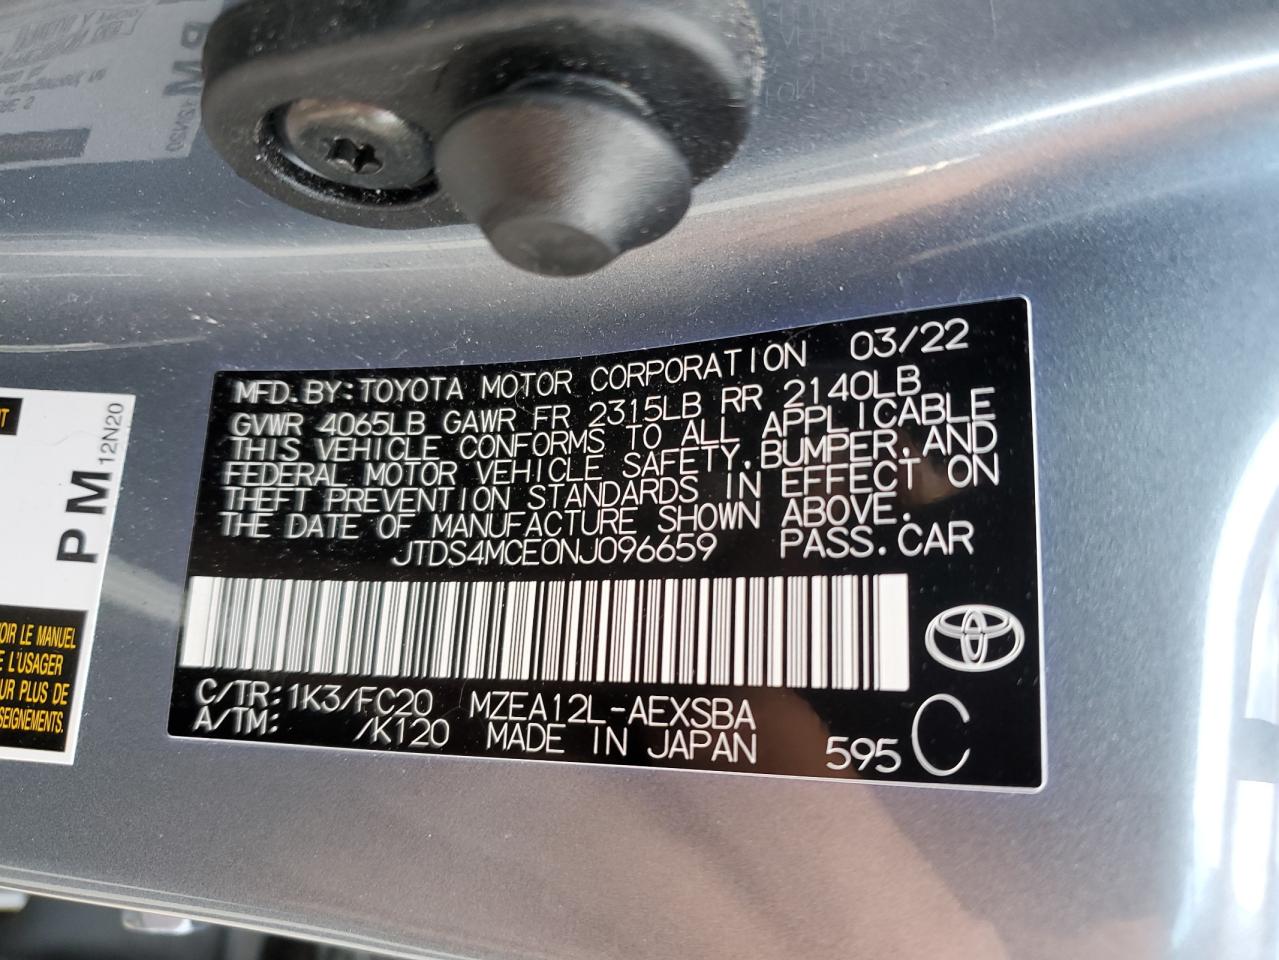 MFD. BY: TOYOTA MOTOR CORPORATION 03/22
GVWR 4065LB GAWR FR 2315LB RR 2140LB
THIS VEHICLE CONFORMS TO ALL APPLICABLE
FEDERAL MOTOR VEHICLE SAFETY, BUMPER, AND
THEFT PREVENTION STANDARDS IN EFFECT ON
THE DATE OF MANUFACTURE SHOWN ABOVE.
JTDS4MCE0NJ096659 PASS. CAR
C/TR: 1K3/FC20 MZEA12L-AEXSBA
A/TM: /K120 MADE IN JAPAN 595 C
PM
12N20
OIR LE MANUEL
L'USAGER
UR PLUS DE
SEIGNEMENTS.